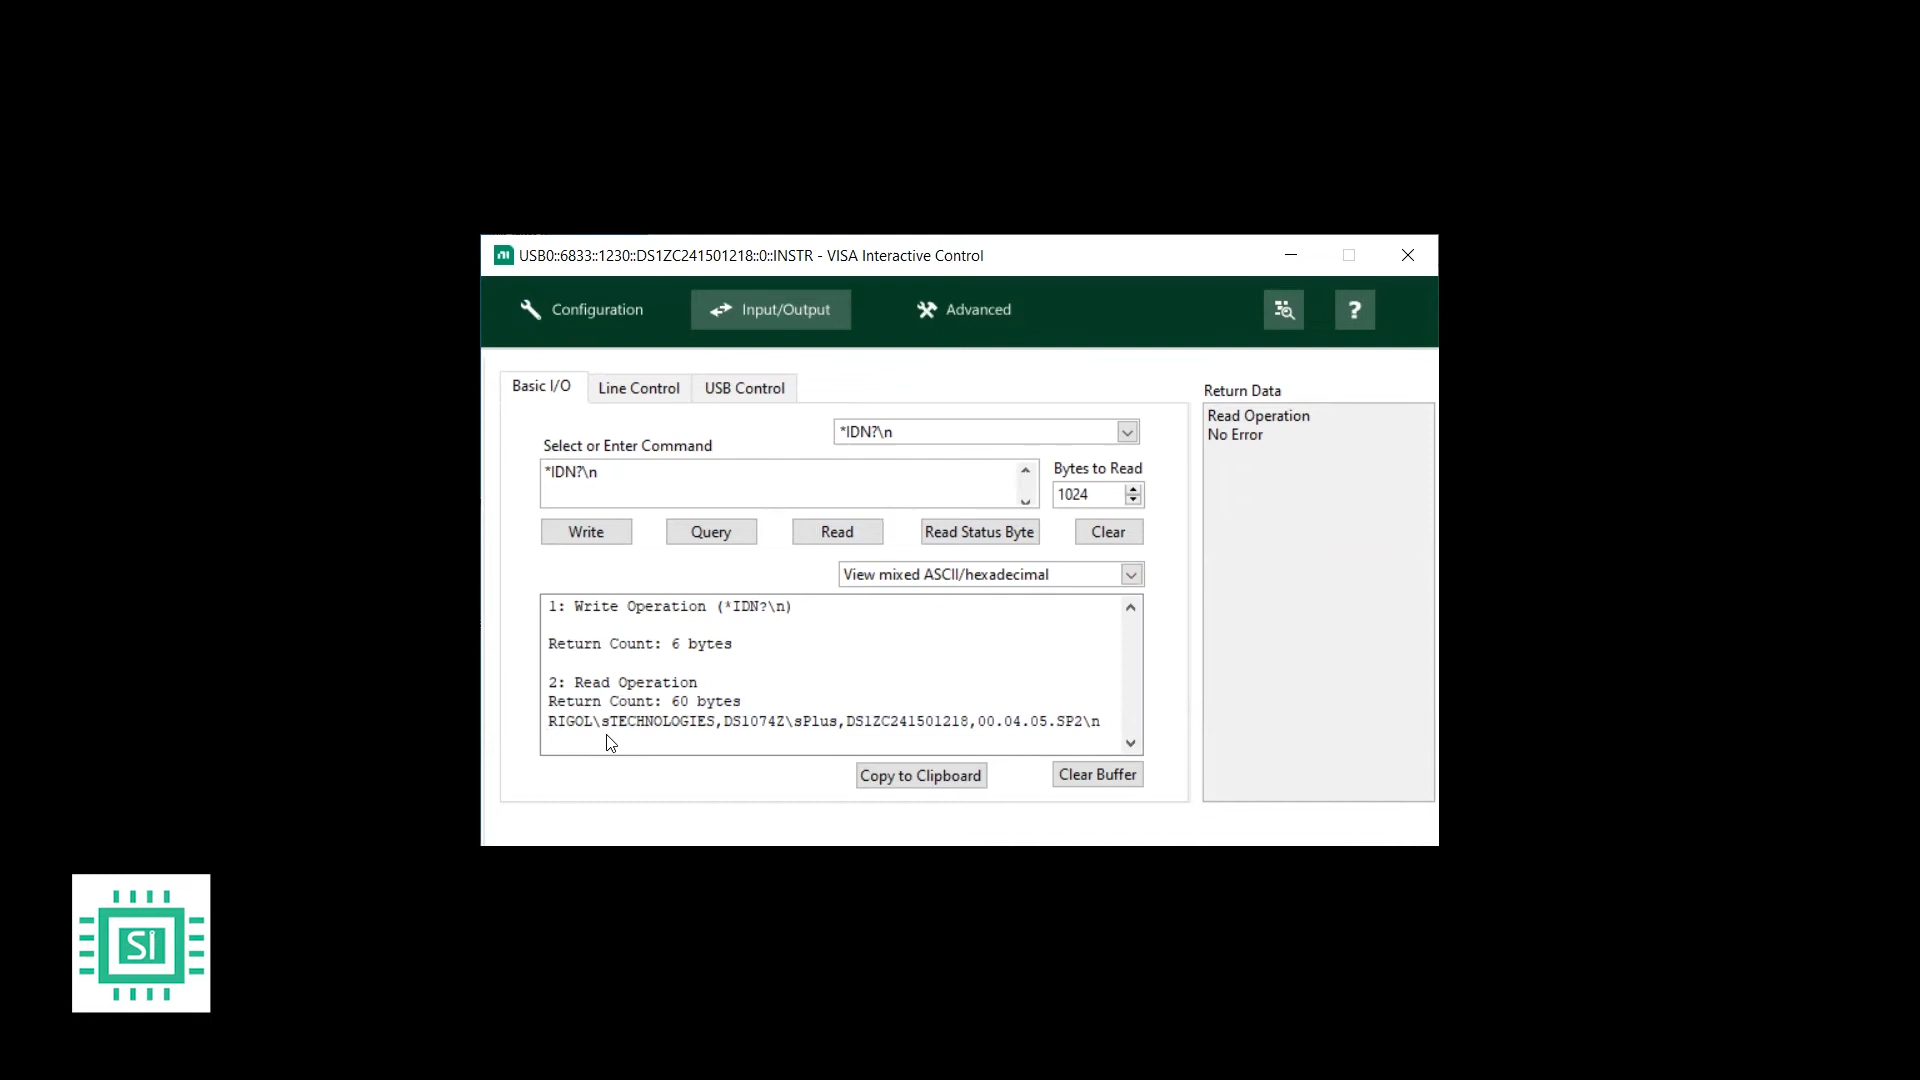 USB0::6833::1230::DS1ZC241501218::0::INSTR - VISA Interactive Control
Configuration
Input/Output
Advanced
?
Basic I/O
Line Control
USB Control
Return Data
Read Operation
No Error
*IDN?\n
Select or Enter Command
*IDN?\n
Bytes to Read
1024
Write
Query
Read
Read Status Byte
Clear
View mixed ASCII/hexadecimal
1: Write Operation (*IDN?\n)
Return Count: 6 bytes
2: Read Operation
Return Count: 60 bytes
RIGOL\sTECHNOLOGIES,DS1074Z\sPlus,DS1ZC241501218,00.04.05.SP2\n
Copy to Clipboard
Clear Buffer
Si